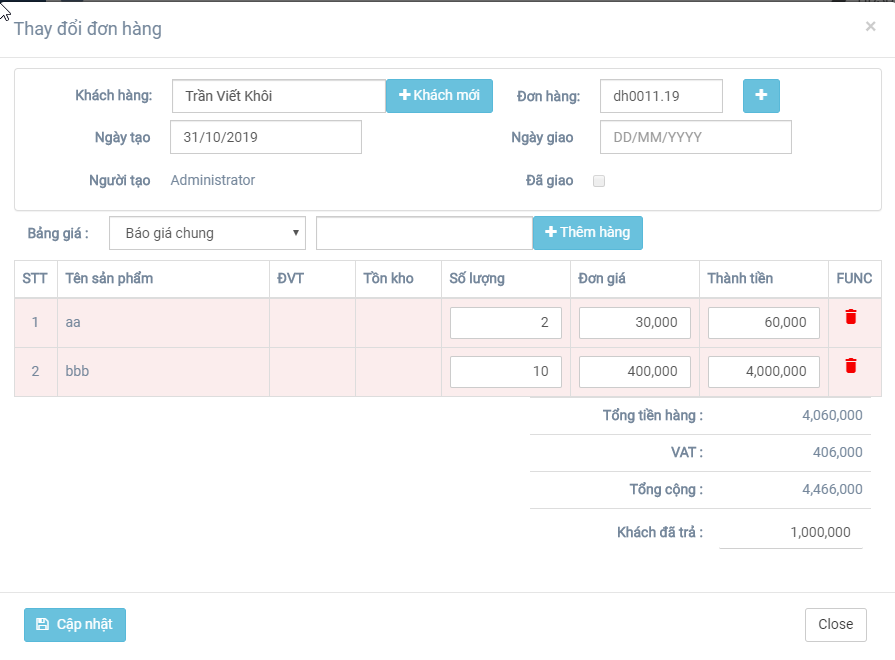 Thay đổi đơn hàng ×
Khách hàng: Trần Viết Khôi Khách mới Đơn hàng: dh0011.19
Ngày tạo 31/10/2019 Ngày giao DD/MM/YYYY
Người tạo Administrator Đã giao
Bảng giá : Báo giá chung Thêm hàng
STT Tên sản phẩm ĐVT Tồn kho Số lượng Đơn giá Thành tiền FUNC
1 aa 2 30,000 60,000
2 bbb 10 400,000 4,000,000
Tổng tiền hàng : 4,060,000
VAT : 406,000
Tổng cộng : 4,466,000
Khách đã trả : 1,000,000
Cập nhật Close